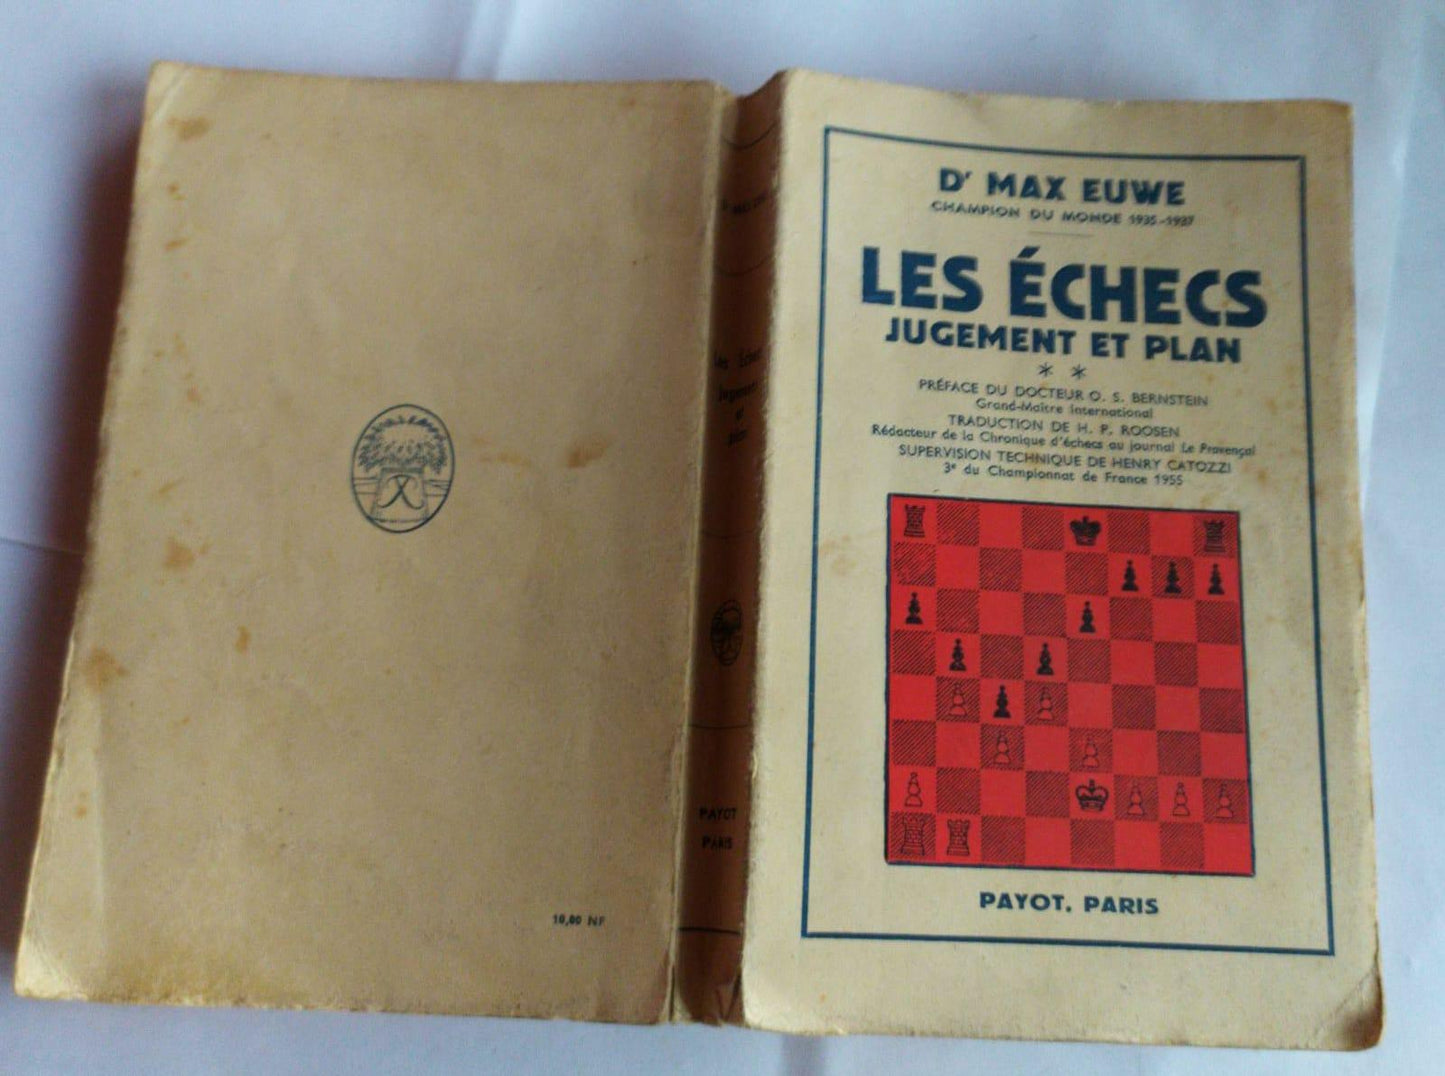 Dʳ MAX EUWE
CHAMPION DU MONDE 1935-1937
LES ÉCHECS
JUGEMENT ET PLAN
* *
PRÉFACE DU DOCTEUR O. S. BERNSTEIN
Grand-Maître International
TRADUCTION DE H. P. ROOSEN
Rédacteur de la Chronique d'échecs au journal Le Provençal
SUPERVISION TECHNIQUE DE HENRY CATOZZI
3ᵉ du Championnat de France 1955
PAYOT. PARIS
Les Échecs
Jugement
et
plan
PAYOT
PARIS
10,00 NF